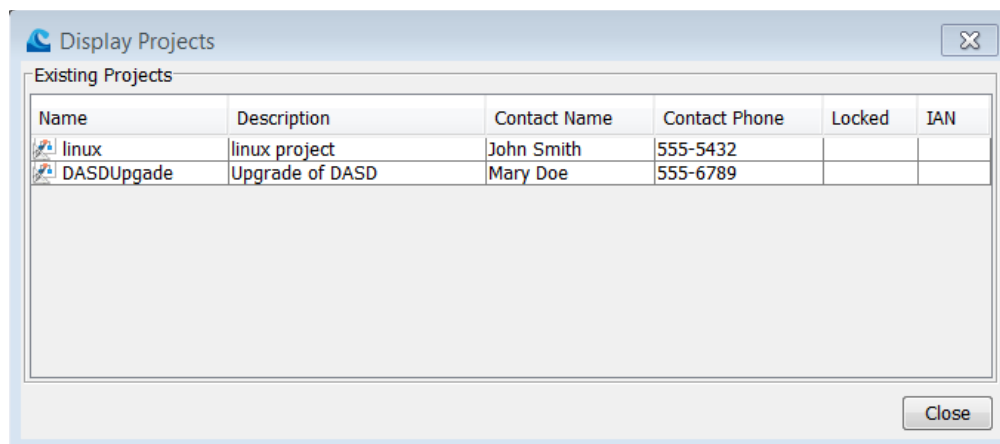 Display Projects
Existing Projects
Name Description Contact Name Contact Phone Locked IAN
linux linux project John Smith 555-5432
DASDUpgade Upgrade of DASD Mary Doe 555-6789
Close